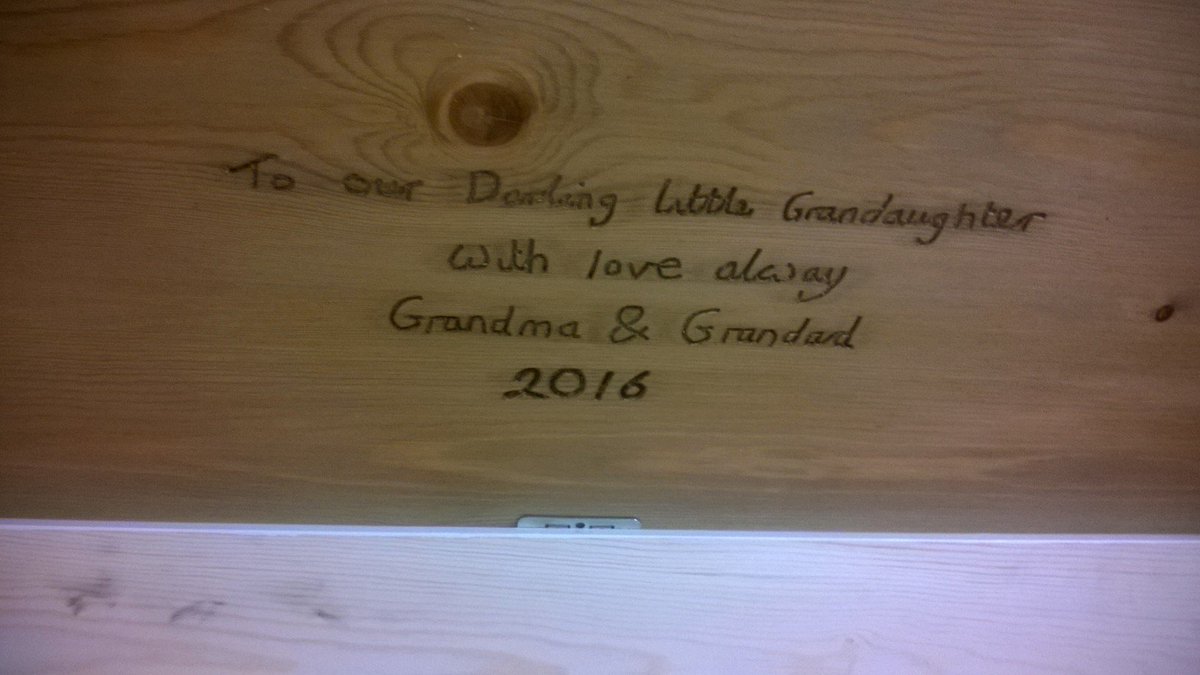 To our Darling little Grandaughter
with love alway
Grandma & Grandad
2016